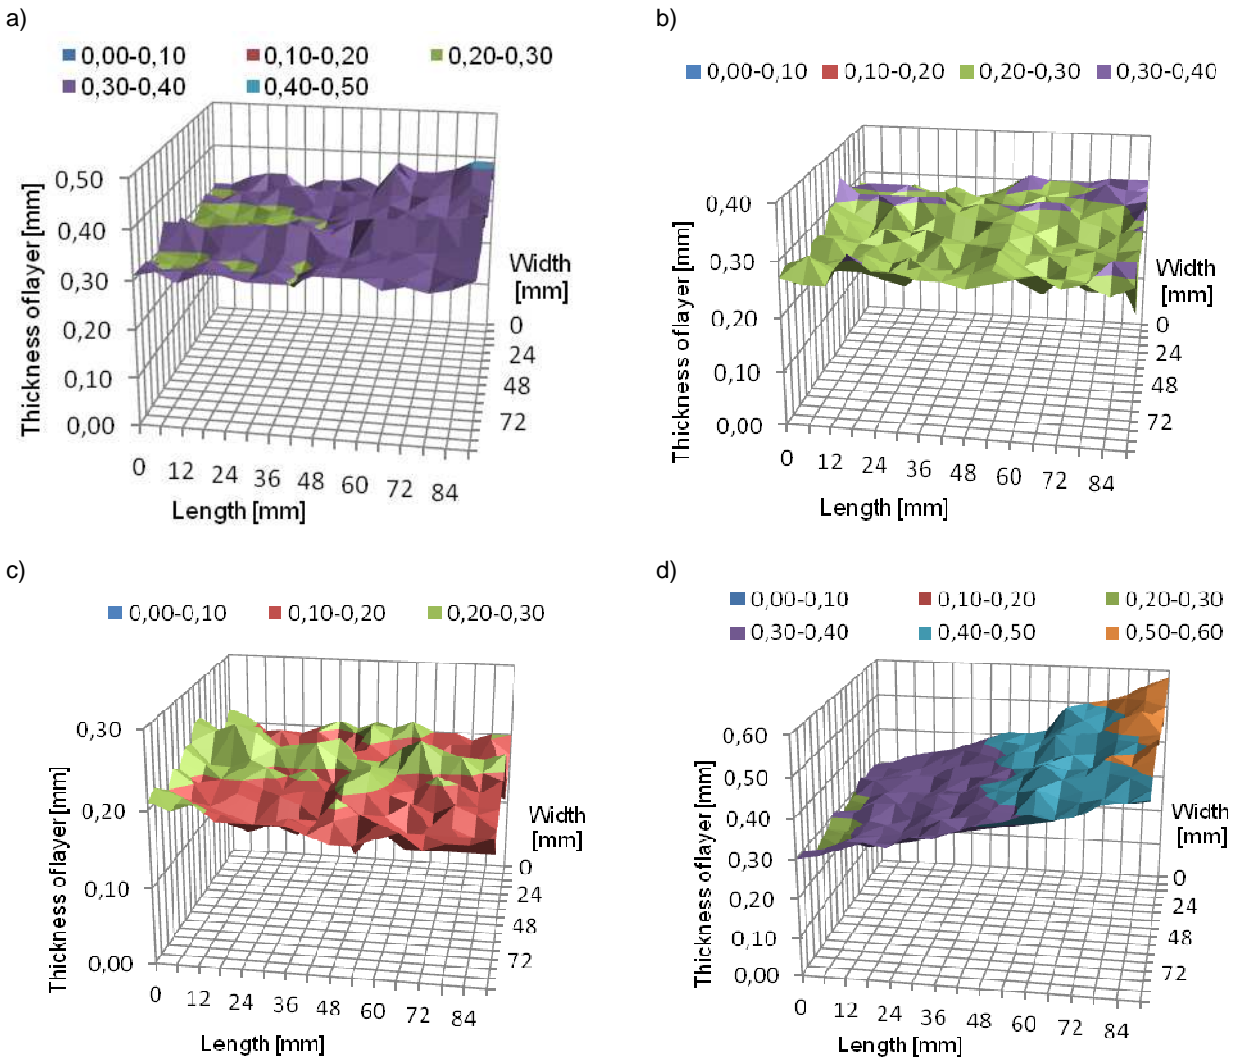 a)
0,00-0,10 0,10-0,20 0,20-0,30
0,30-0,40 0,40-0,50
0,50
0,40
0,30
0,20
0,10
0,00
Thickness of layer [mm]
Width
[mm]
0
24
48
72
0 12 24 36 48 60 72 84
Length [mm]
b)
0,00-0,10 0,10-0,20 0,20-0,30 0,30-0,40
0,40
0,30
0,20
0,10
0,00
Thickness of layer [mm]
Width
[mm]
0
24
48
72
0 12 24 36 48 60 72 84
Length [mm]
c)
0,00-0,10 0,10-0,20 0,20-0,30
0,30
0,20
0,10
0,00
Thickness of layer [mm]
Width
[mm]
0
24
48
72
0 12 24 36 48 60 72 84
Length [mm]
d)
0,00-0,10 0,10-0,20 0,20-0,30
0,30-0,40 0,40-0,50 0,50-0,60
0,60
0,50
0,40
0,30
0,20
0,10
0,00
Thickness of layer [mm]
Width
[mm]
0
24
48
72
0 12 24 36 48 60 72 84
Length [mm]